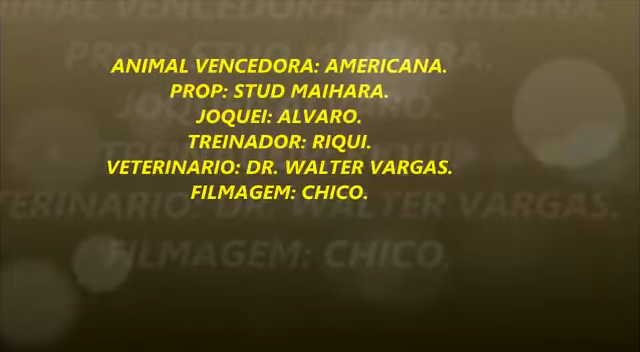 ANIMAL VENCEDORA: AMERICANA.
PROP: STUD MAIHARA.
JOQUEI: ALVARO.
TREINADOR: RIQUI.
VETERINARIO: DR. WALTER VARGAS.
FILMAGEM: CHICO.